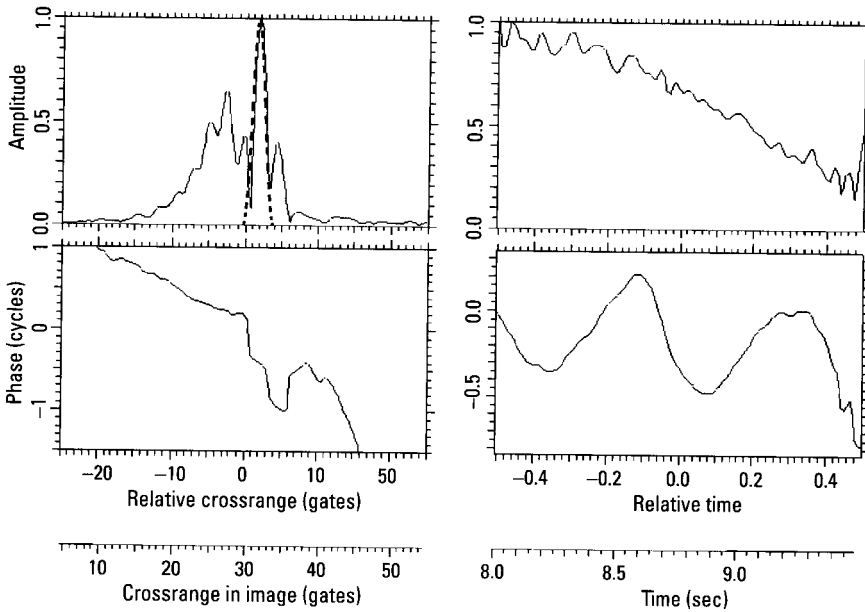 1.0
0.5
0.0
Amplitude
1
0
−1
Phase (cycles)
−20 −10 0 10 50
Relative crossrange (gates)
10 20 30 40 50
Crossrange in image (gates)
1.0
0.5
0.0
0.0
−0.5
−0.4 −0.2 0.0 0.2 0.4
Relative time
8.0 8.5 9.0
Time (sec)